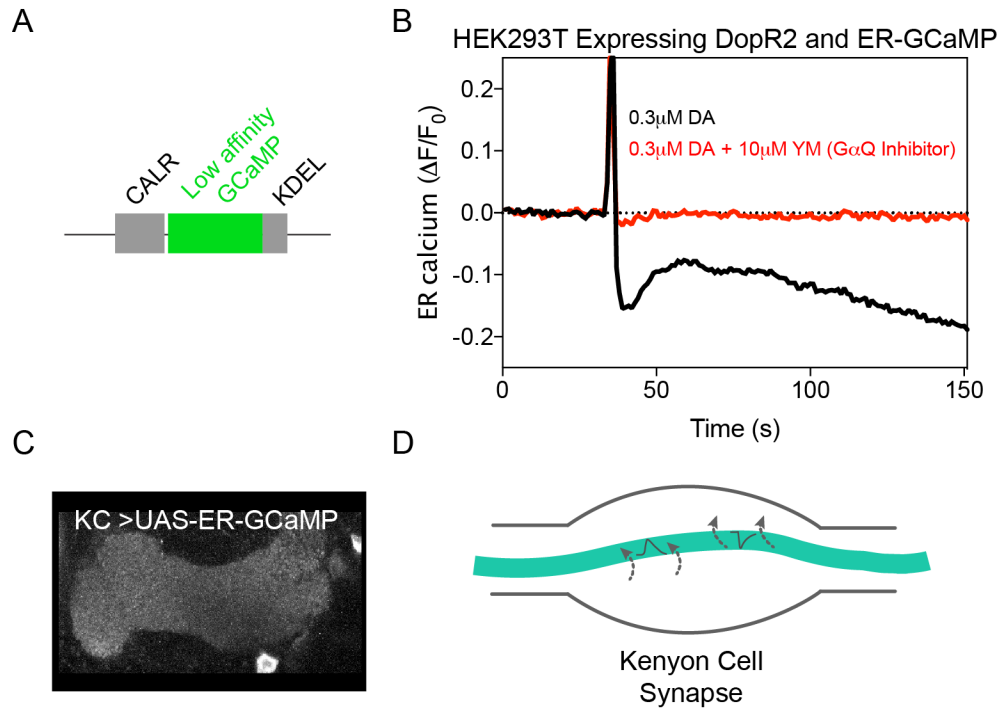 A
CALR
Low affinity
GCaMP
KDEL
B
HEK293T Expressing DopR2 and ER-GCaMP
0.3μM DA
0.3μM DA + 10μM YM (GαQ Inhibitor)
ER calcium (ΔF/F0)
0.2
0.1
0.0
-0.1
-0.2
0
50
100
150
Time (s)
C
KC >UAS-ER-GCaMP
D
Kenyon Cell
Synapse